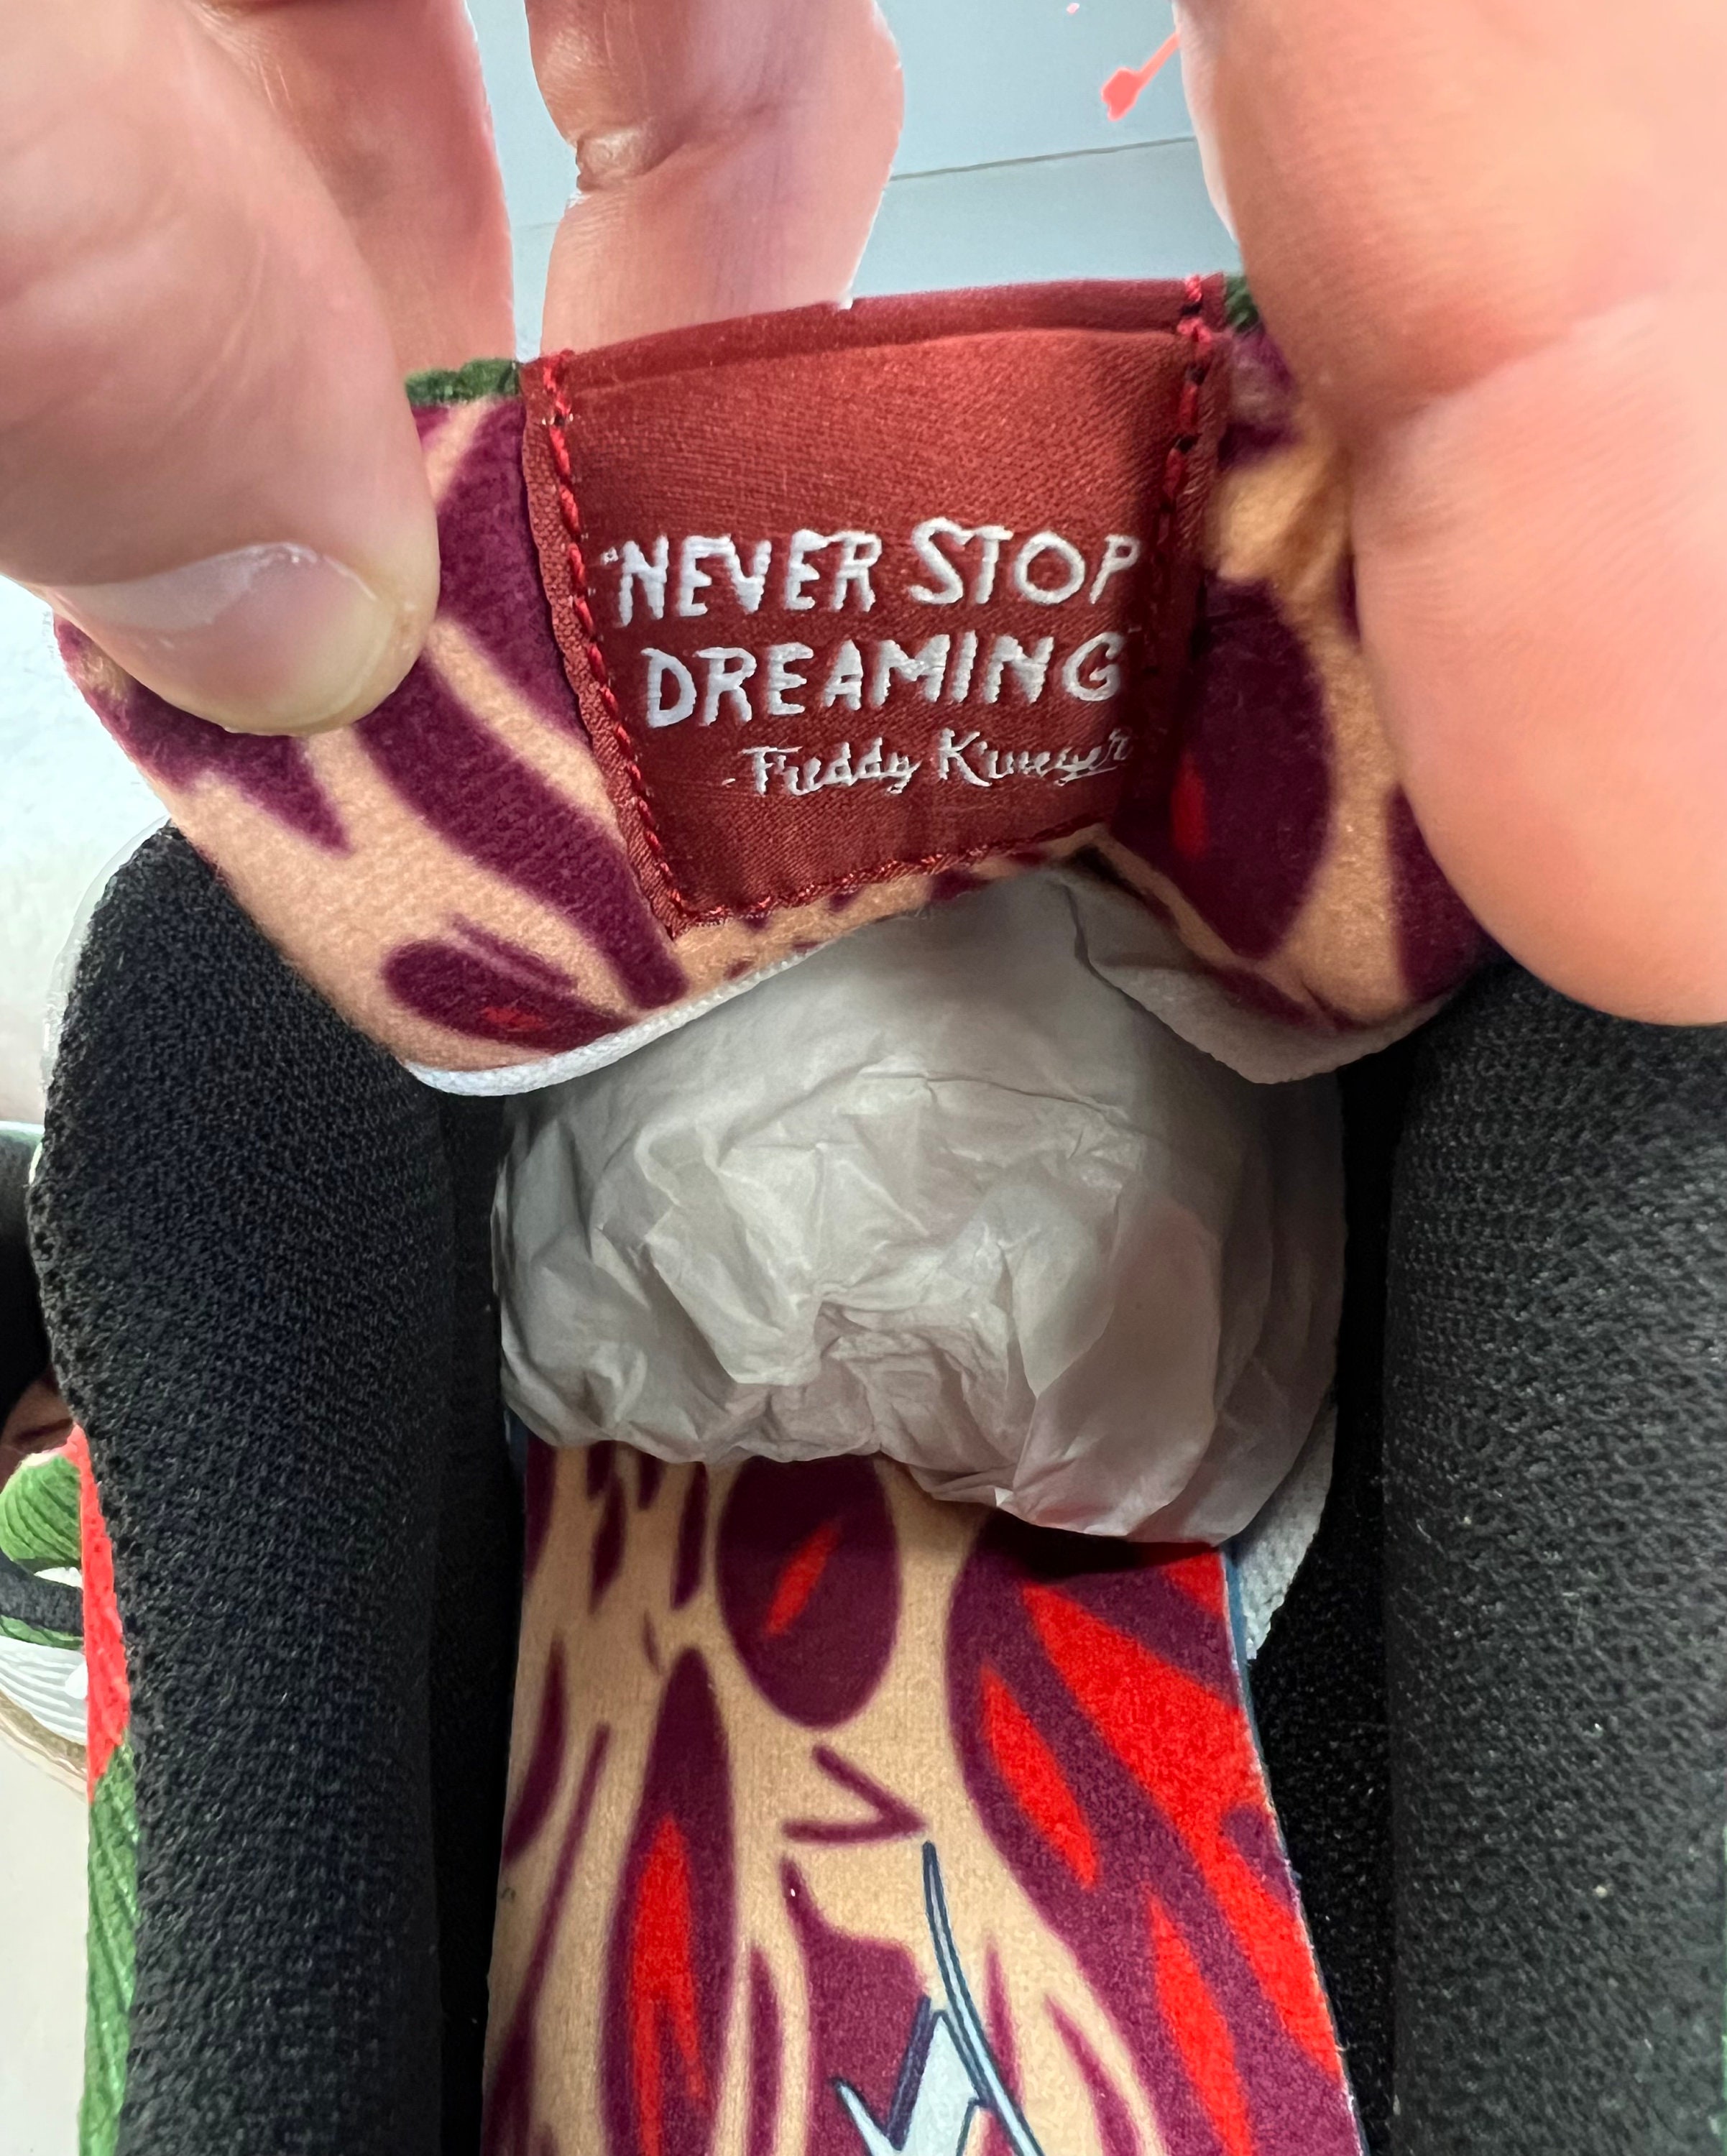 "NEVER STOP
DREAMING"
-Freddy Krueger